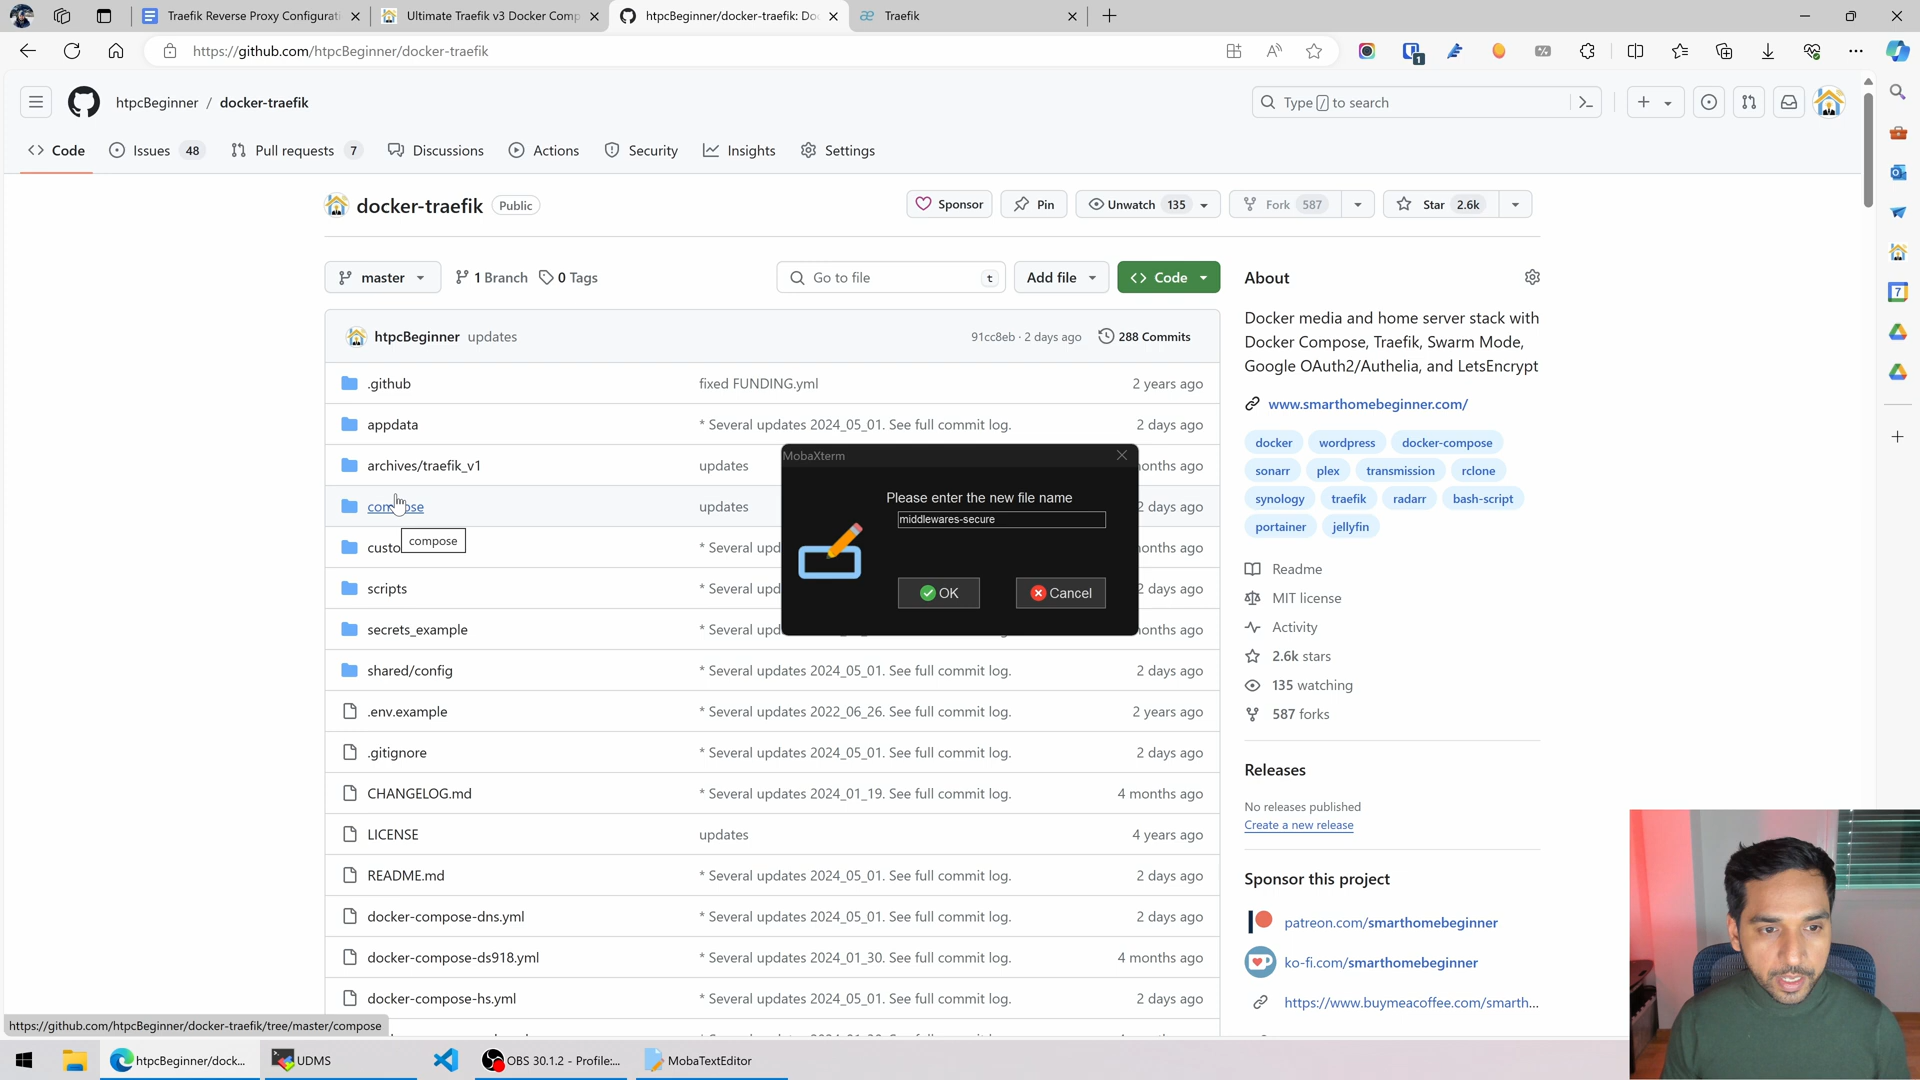 Traefik Reverse Proxy Configurati
Ultimate Traefik v3 Docker Comp
htpcBeginner/docker-traefik: Do
Traefik
https://github.com/htpcBeginner/docker-traefik
1
htpcBeginner / docker-traefik
Type / to search
Code
Issues 48
Pull requests 7
Discussions
Actions
Security
Insights
Settings
7
docker-traefik
Public
Sponsor
Pin
Unwatch 135
Fork 587
Star 2.6k
master
1 Branch
0 Tags
Go to file
t
Add file
Code
About
htpcBeginner updates
91cc8eb · 2 days ago
288 Commits
Docker media and home server stack with
Docker Compose, Traefik, Swarm Mode,
Google OAuth2/Authelia, and LetsEncrypt
.github
fixed FUNDING.yml
2 years ago
appdata
* Several updates 2024_05_01. See full commit log.
2 days ago
archives/traefik_v1
updates
onths ago
compose
updates
2 days ago
compose
custo
* Several upd
onths ago
scripts
* Several upd
2 days ago
secrets_example
* Several upd
onths ago
shared/config
* Several updates 2024_05_01. See full commit log.
2 days ago
.env.example
* Several updates 2022_06_26. See full commit log.
2 years ago
.gitignore
* Several updates 2024_05_01. See full commit log.
2 days ago
CHANGELOG.md
* Several updates 2024_01_19. See full commit log.
4 months ago
LICENSE
updates
4 years ago
README.md
* Several updates 2024_05_01. See full commit log.
2 days ago
docker-compose-dns.yml
* Several updates 2024_05_01. See full commit log.
2 days ago
docker-compose-ds918.yml
* Several updates 2024_01_30. See full commit log.
4 months ago
docker-compose-hs.yml
* Several updates 2024_05_01. See full commit log.
2 days ago
MobaXterm
Please enter the new file name
middlewares-secure
OK
Cancel
www.smarthomebeginner.com/
docker
wordpress
docker-compose
sonarr
plex
transmission
rclone
synology
traefik
radarr
bash-script
portainer
jellyfin
Readme
MIT license
Activity
2.6k stars
135 watching
587 forks
Releases
No releases published
Create a new release
Sponsor this project
patreon.com/smarthomebeginner
ko-fi.com/smarthomebeginner
https://www.buymeacoffee.com/smarth...
https://github.com/htpcBeginner/docker-traefik/tree/master/compose
htpcBeginner/dock...
UDMS
OBS 30.1.2 - Profile:...
MobaTextEditor